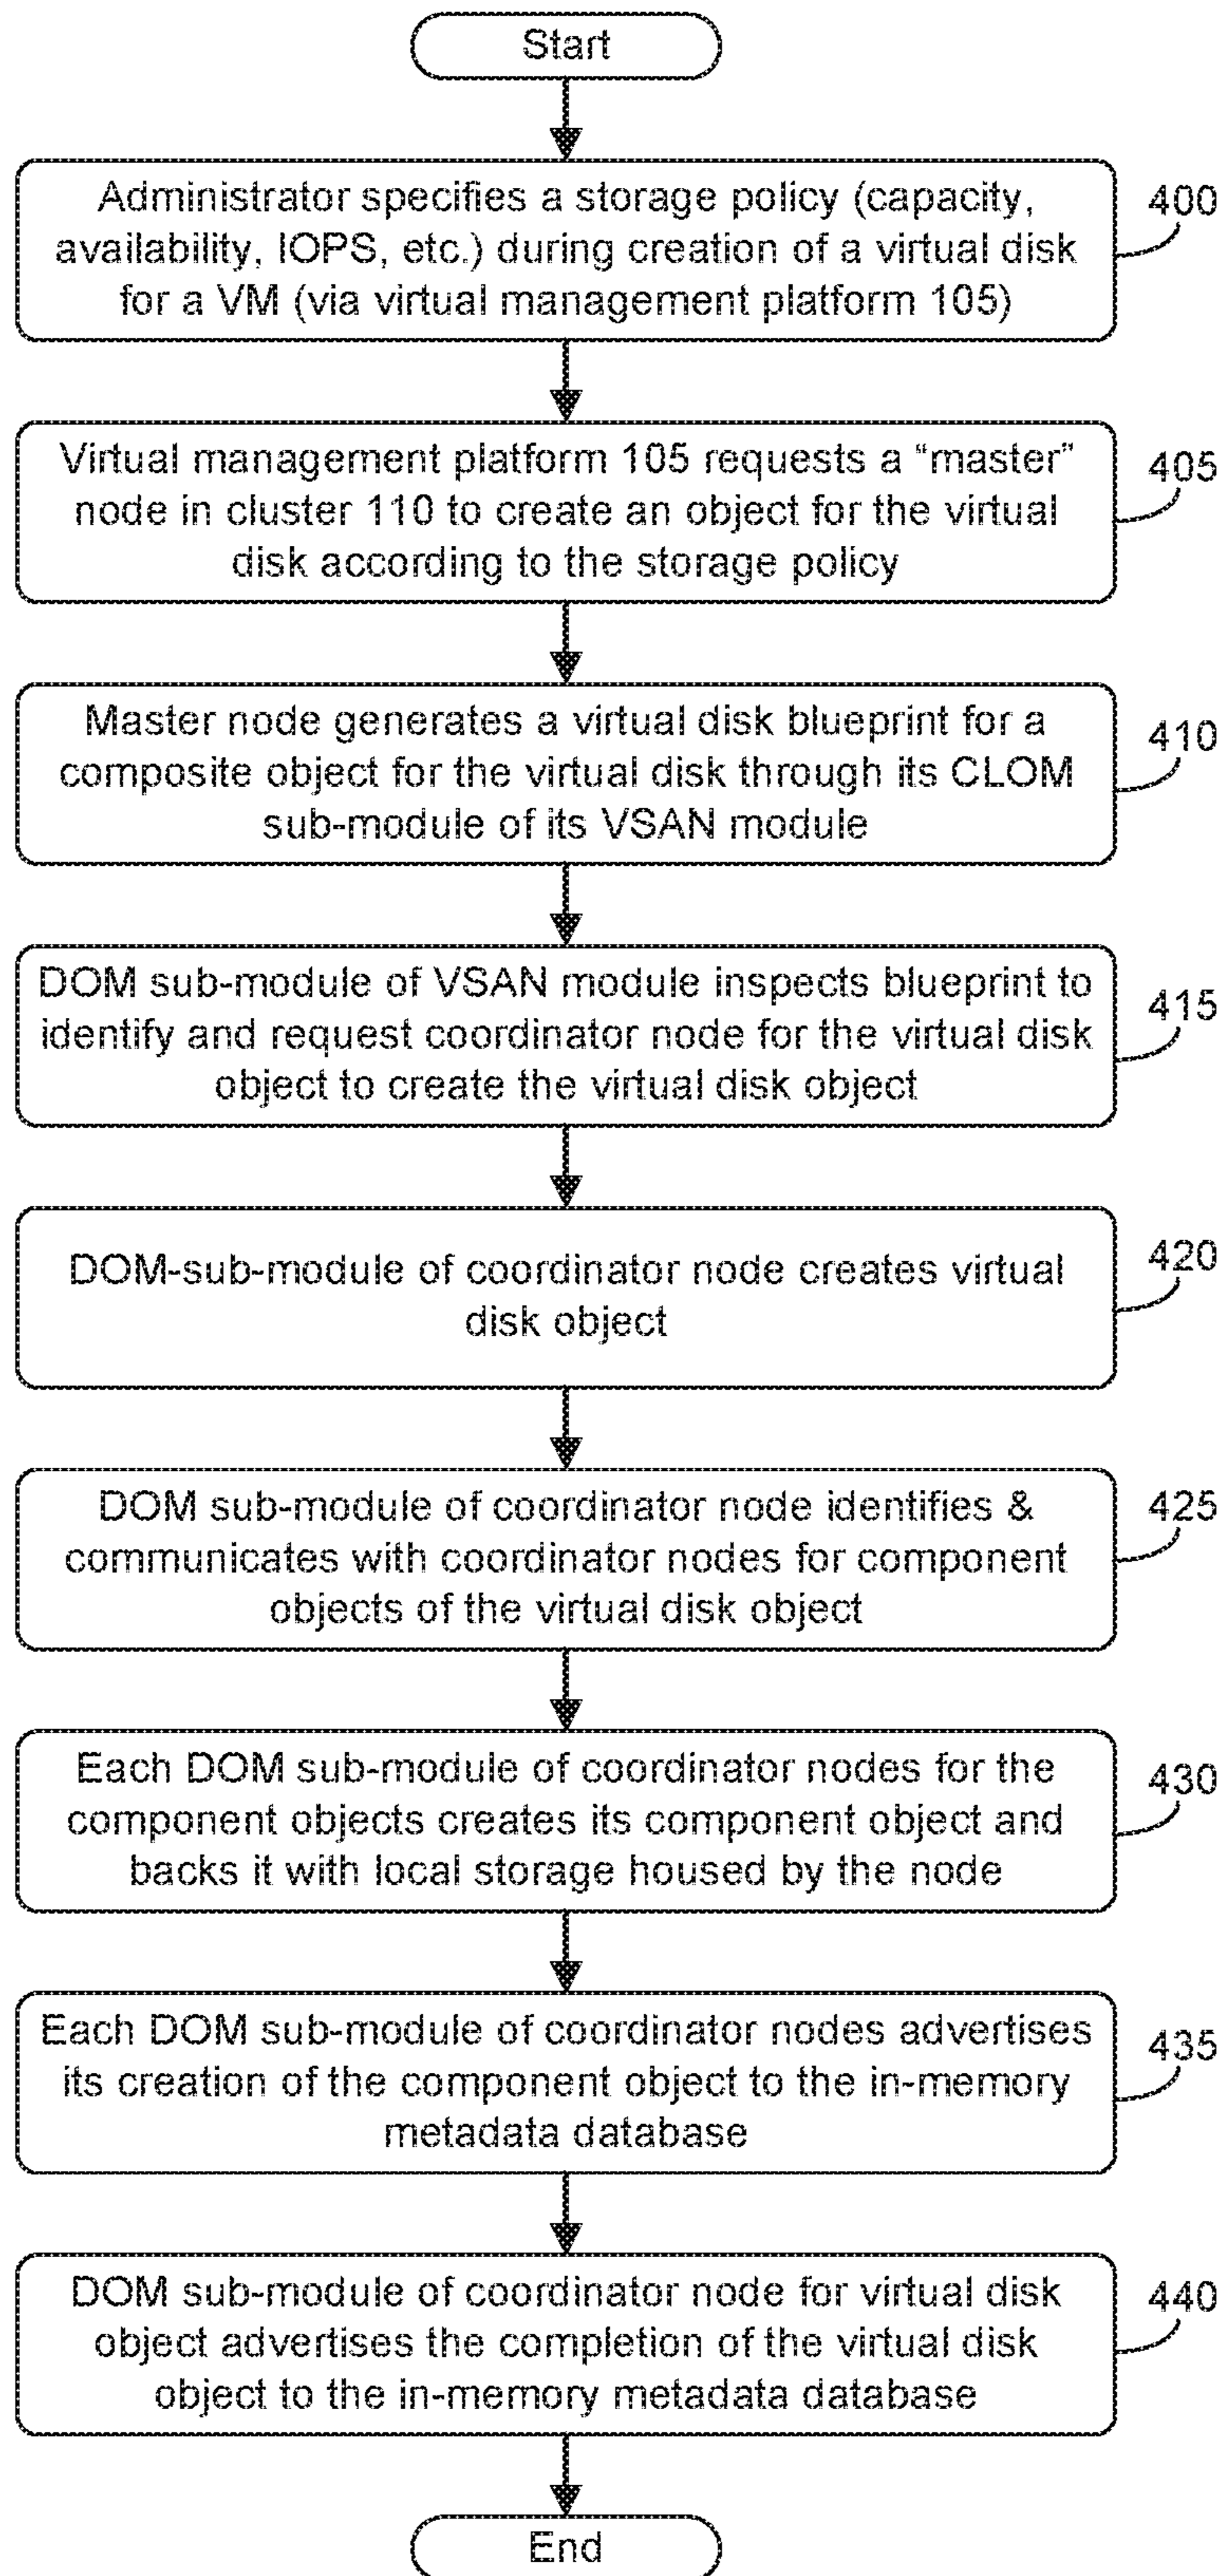 Start
Administrator specifies a storage policy (capacity,
availability, IOPS, etc.) during creation of a virtual disk
for a VM (via virtual management platform 105)
400
Virtual management platform 105 requests a “master”
node in cluster 110 to create an object for the virtual
disk according to the storage policy
405
Master node generates a virtual disk blueprint for a
composite object for the virtual disk through its CLOM
sub-module of its VSAN module
410
DOM sub-module of VSAN module inspects blueprint to
identify and request coordinator node for the virtual disk
object to create the virtual disk object
415
DOM-sub-module of coordinator node creates virtual
disk object
420
DOM sub-module of coordinator node identifies &
communicates with coordinator nodes for component
objects of the virtual disk object
425
Each DOM sub-module of coordinator nodes for the
component objects creates its component object and
backs it with local storage housed by the node
430
Each DOM sub-module of coordinator nodes advertises
its creation of the component object to the in-memory
metadata database
435
DOM sub-module of coordinator node for virtual disk
object advertises the completion of the virtual disk
object to the in-memory metadata database
440
End